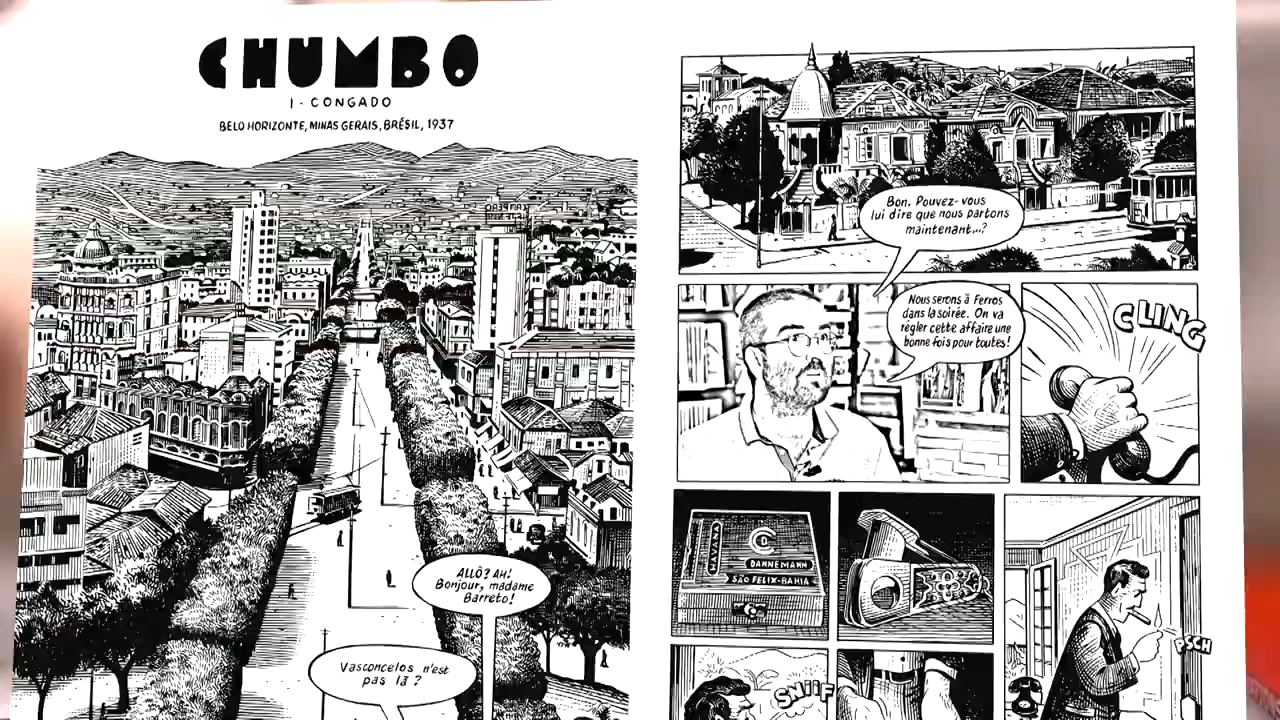 CHUMBO
I - CONGADO
BELO HORIZONTE, MINAS GERAIS, BRÉSIL, 1937
ALLÔ? AH!
Bonjour, madame
Barreto!
Vasconcelos n'est
pas là?
Bon. Pouvez-vous
lui dire que nous partons
maintenant...?
Nous serons à Ferros
dans la soirée. On va
régler cette affaire une
bonne fois pour toutes!
CLING
DANNEMANN
SÃO FELIX-BAHIA
PSCH
SNIIF